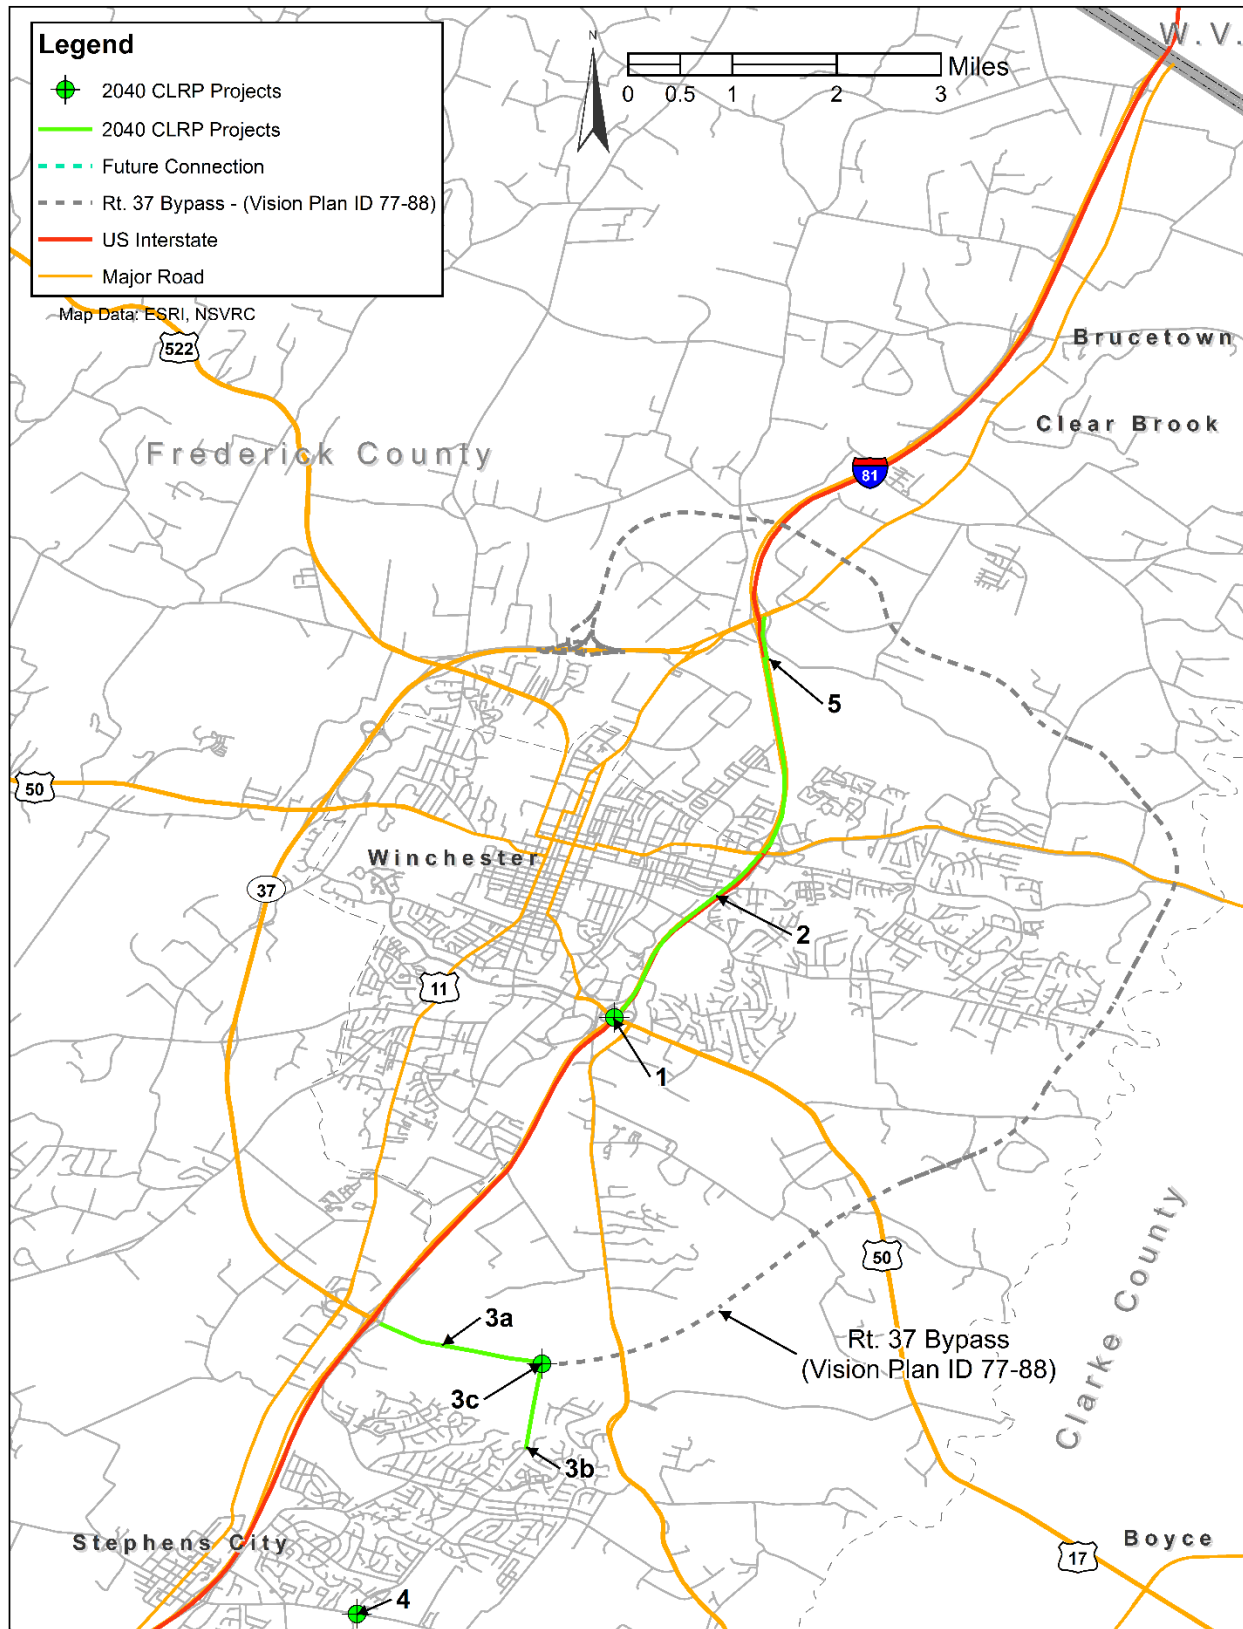 Legend
2040 CLRP Projects
2040 CLRP Projects
Future Connection
Rt. 37 Bypass - (Vision Plan ID 77-88)
US Interstate
Major Road
Map Data: ESRI, NSVRC
N
Miles
0 0.5 1 2 3
W.V.
522
Brucetown
Clear Brook
Frederick County
81
5
50
Winchester
37
2
11
1
50
Clarke County
3a
Rt. 37 Bypass
(Vision Plan ID 77-88)
3c
3b
Stephens City
Boyce
17
4